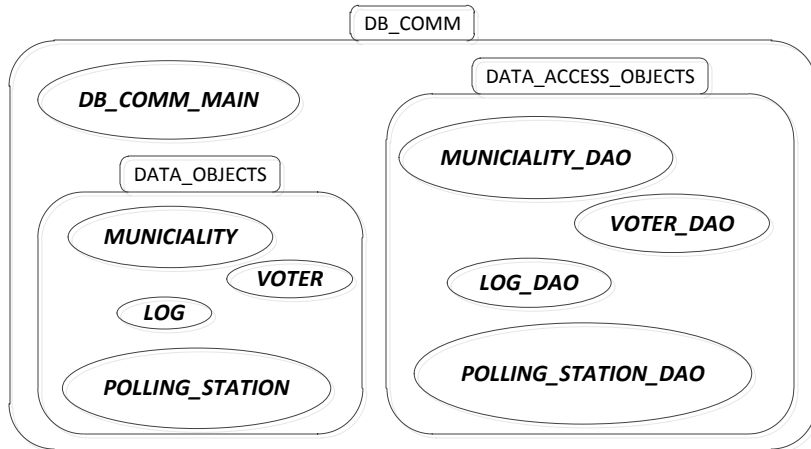 DB_COMM
DB_COMM_MAIN
DATA_OBJECTS
MUNICIALITY
VOTER
LOG
POLLING_STATION
DATA_ACCESS_OBJECTS
MUNICIALITY_DAO
VOTER_DAO
LOG_DAO
POLLING_STATION_DAO